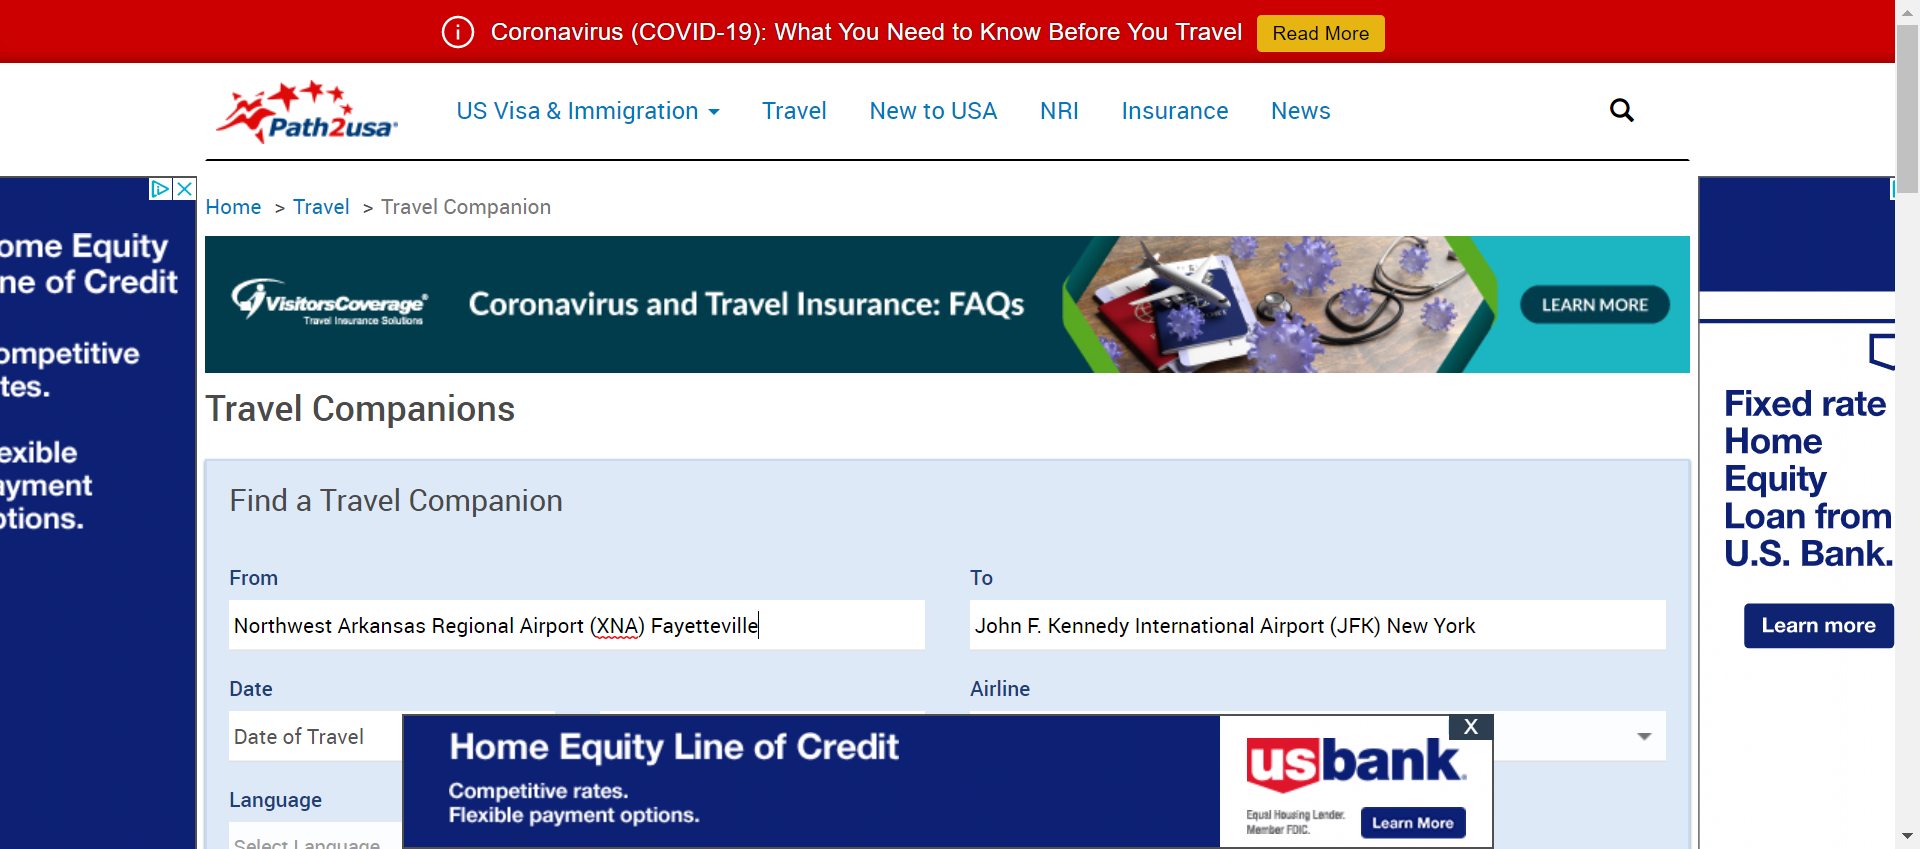 Coronavirus (COVID-19): What You Need to Know Before You Travel Read More
Path2usa
US Visa & Immigration Travel New to USA NRI Insurance News
Home > Travel > Travel Companion
VisitorsCoverage®
Travel Insurance Solutions
Coronavirus and Travel Insurance: FAQs
LEARN MORE
Travel Companions
Find a Travel Companion
From
To
Northwest Arkansas Regional Airport (XNA) Fayetteville
John F. Kennedy International Airport (JFK) New York
Date
Airline
Date of Travel
Language
Select Language
ome Equity
ne of Credit
ompetitive
tes.
exible
ayment
otions.
Fixed rate
Home
Equity
Loan from
U.S. Bank.
Learn more
Home Equity Line of Credit
Competitive rates.
Flexible payment options.
X
usbank.
Equal Housing Lender.
Member FDIC.
Learn More